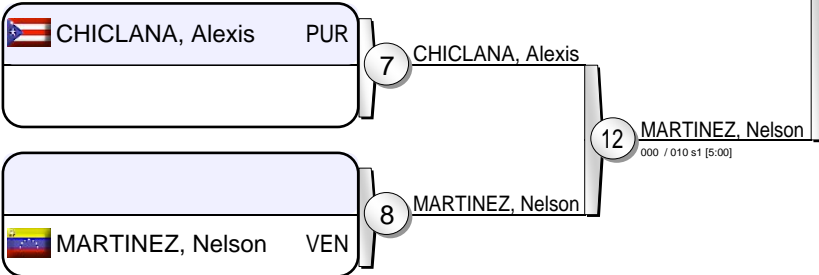 CHICLANA, Alexis PUR
7
CHICLANA, Alexis
12
MARTINEZ, Nelson
000 / 010 s1 [5:00]
8
MARTINEZ, Nelson
MARTINEZ, Nelson VEN